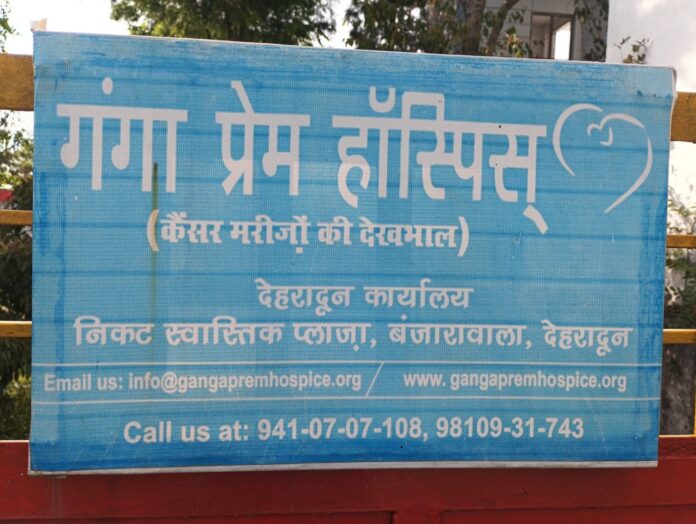 गंगा प्रेम हॉस्पिस्
(कैंसर मरीजों़ की देखभाल)
देहरादून कार्यालय
निकट स्वास्तिक प्लाज़ा, बंजारावाला, देहरादून
Email us: info@gangapremhospice.org / www. gangapremhospice.org
Call us at: 941-07-07-108, 98109-31-743